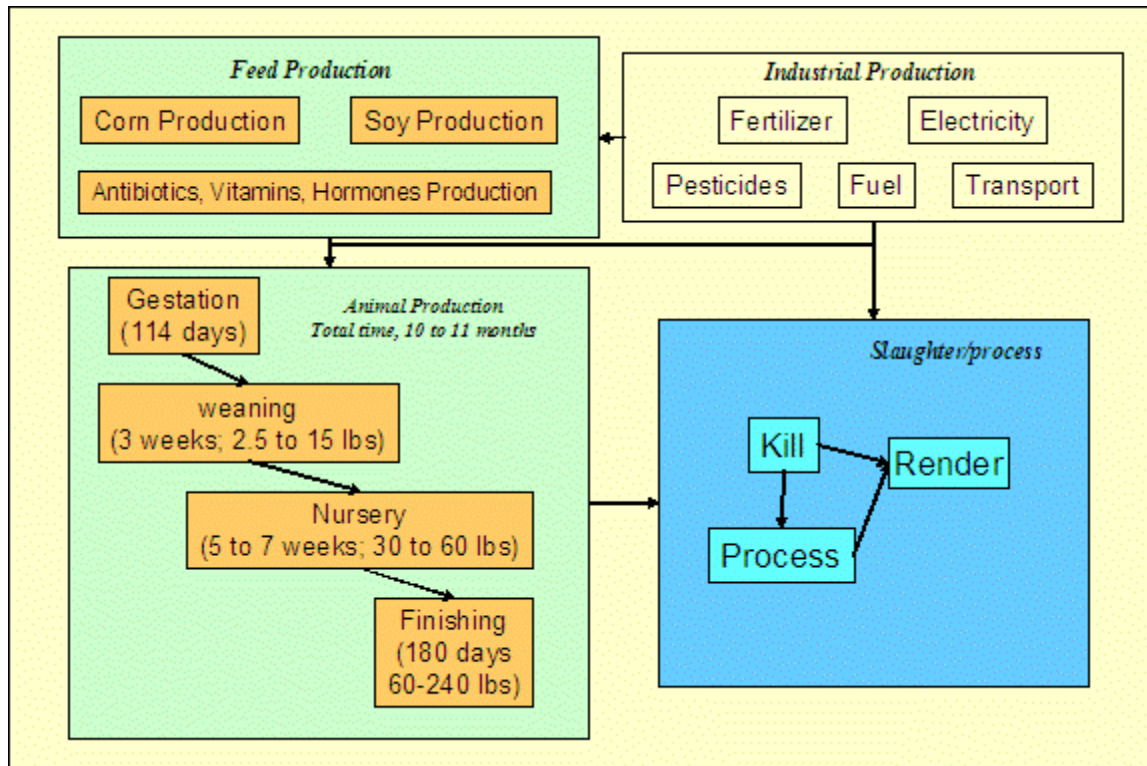 Feed Production
Corn Production
Soy Production
Antibiotics, Vitamins, Hormones Production
Industrial Production
Fertilizer
Electricity
Pesticides
Fuel
Transport
Animal Production
Total time, 10 to 11 months
Gestation
(114 days)
weaning
(3 weeks; 2.5 to 15 lbs)
Nursery
(5 to 7 weeks; 30 to 60 lbs)
Finishing
(180 days
60-240 lbs)
Slaughter/process
Kill
Render
Process